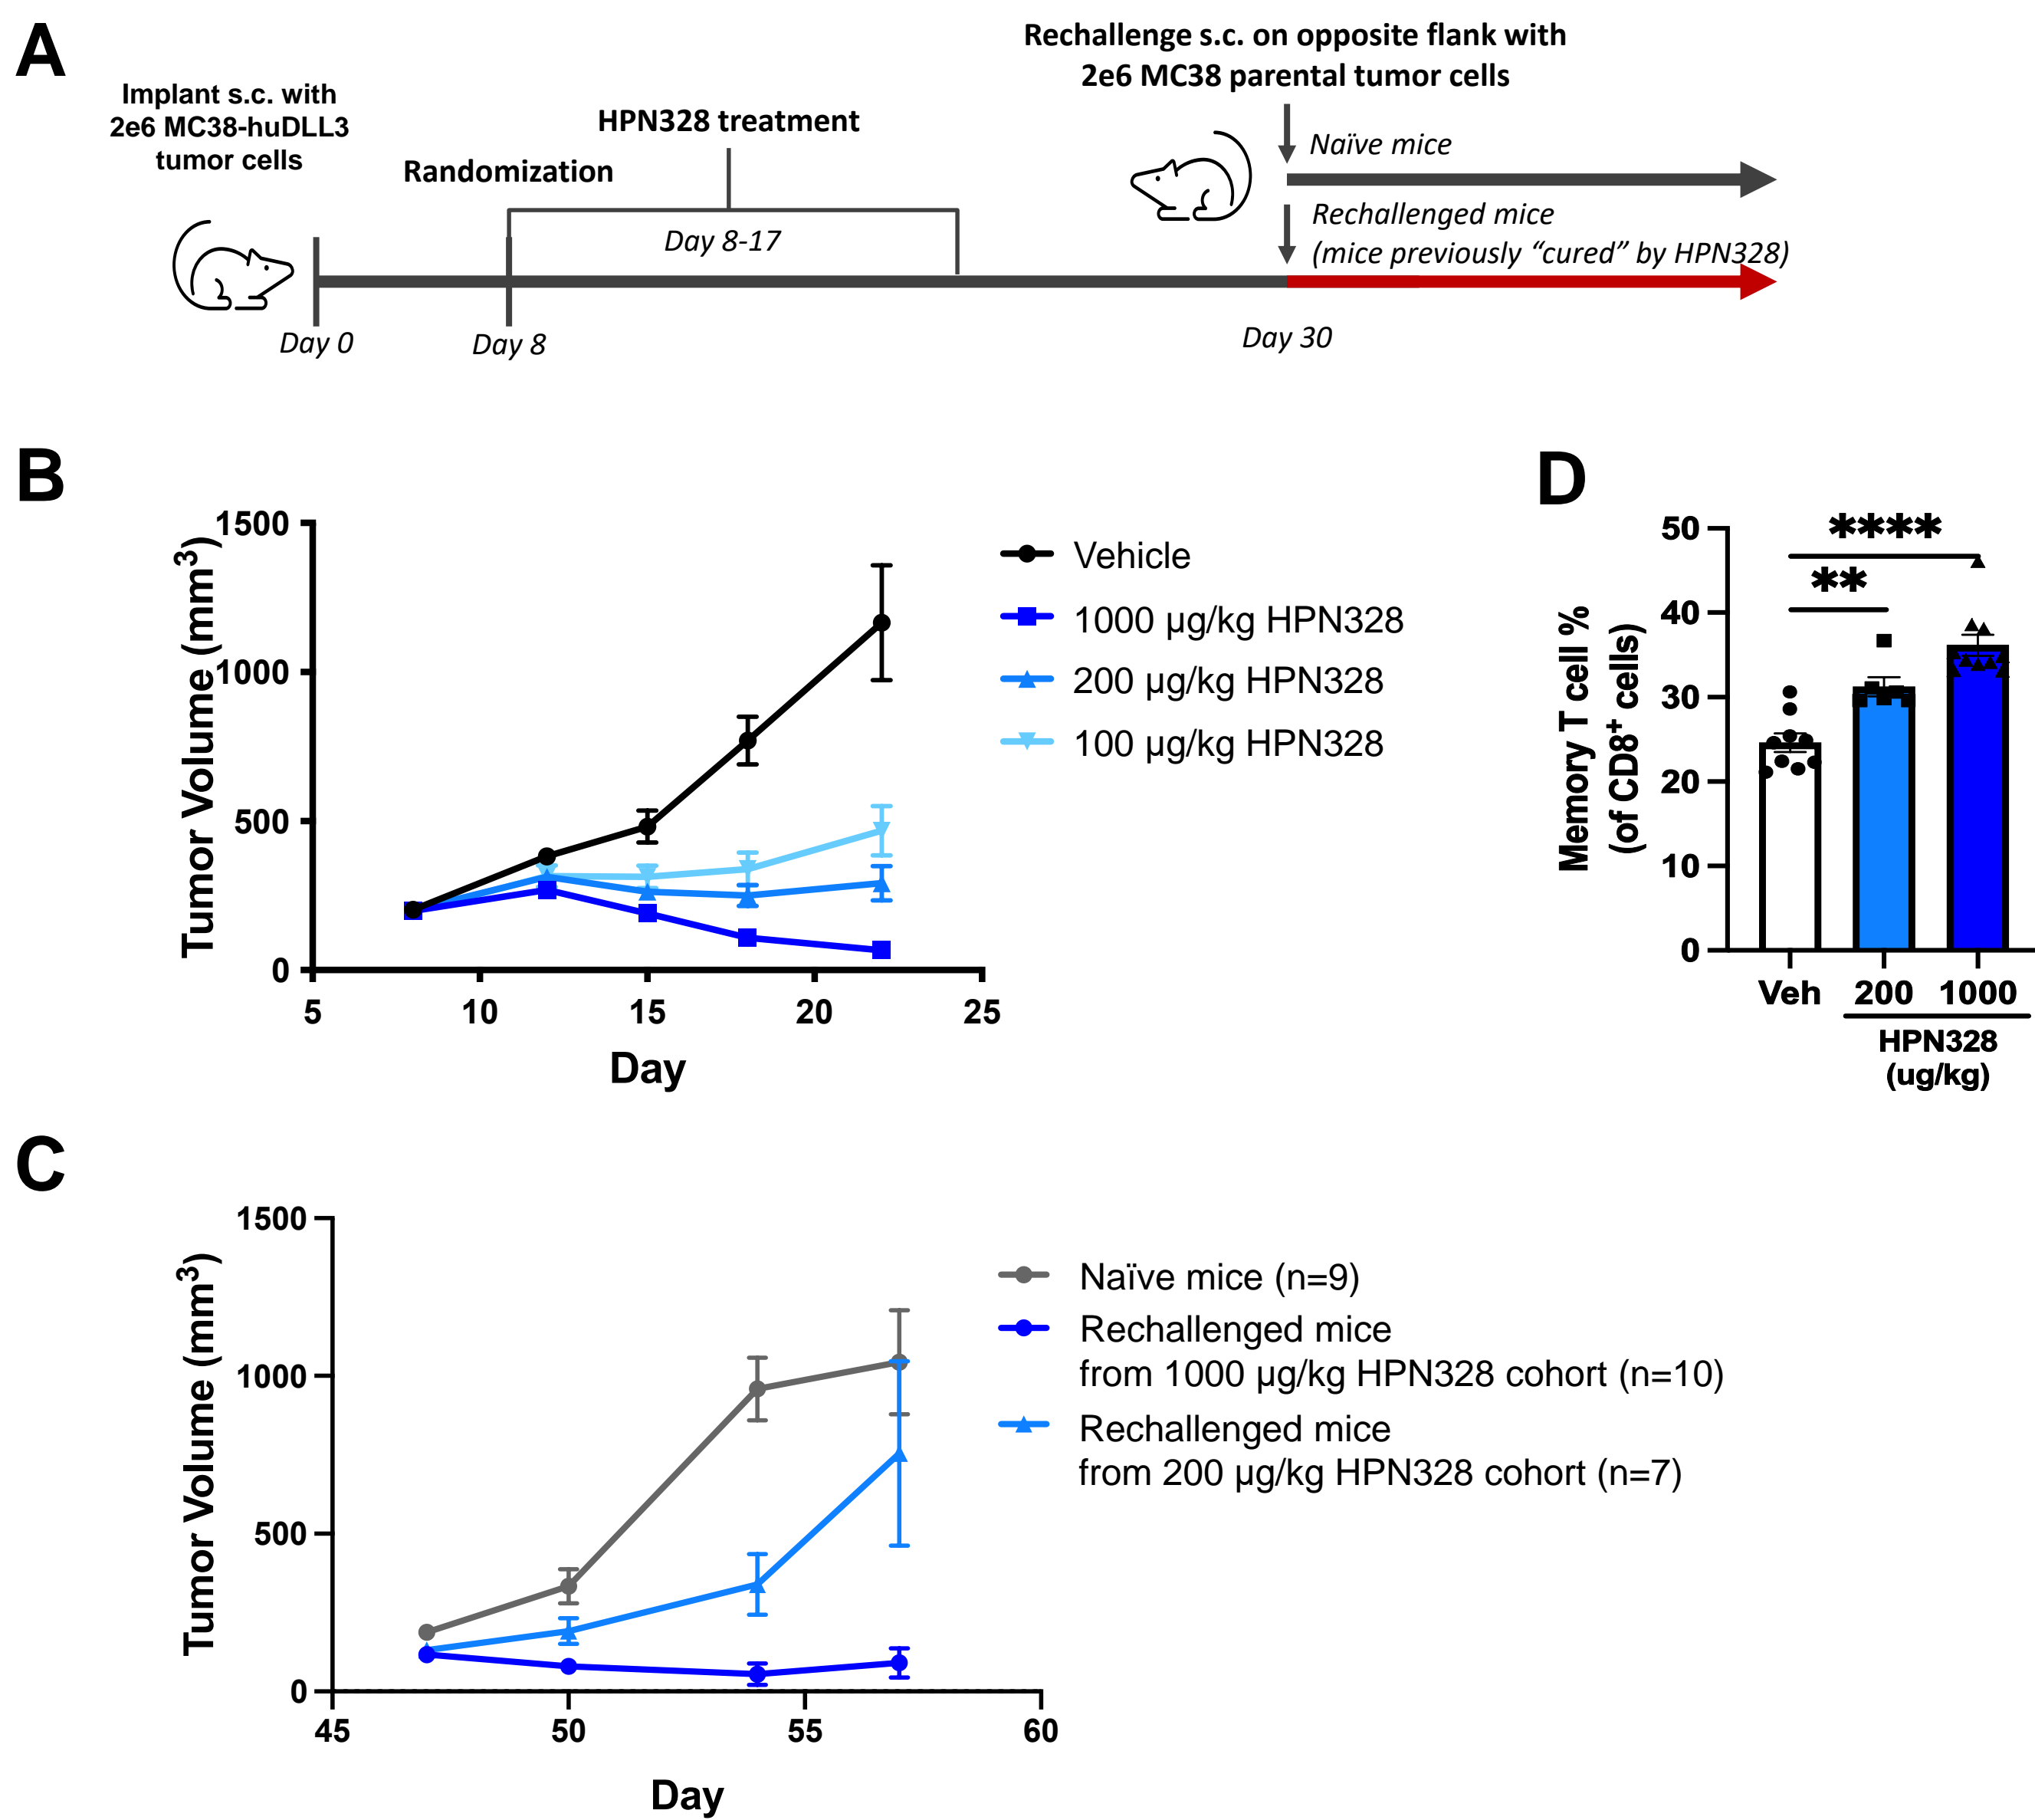 A
Implant s.c. with
2e6 MC38-huDLL3
tumor cells
Randomization
HPN328 treatment
Day 8-17
Rechallenge s.c. on opposite flank with
2e6 MC38 parental tumor cells
Naïve mice
Rechallenged mice
(mice previously “cured” by HPN328)
Day 0
Day 8
Day 30
B
Tumor Volume (mm3)
1500
1000
500
0
5
10
15
20
25
Day
Vehicle
1000 µg/kg HPN328
200 µg/kg HPN328
100 µg/kg HPN328
D
Memory T cell %
(of CD8+ cells)
50
40
30
20
10
0
****
**
Veh
200
1000
HPN328
(ug/kg)
C
Tumor Volume (mm3)
1500
1000
500
0
45
50
55
60
Day
Naïve mice (n=9)
Rechallenged mice
from 1000 µg/kg HPN328 cohort (n=10)
Rechallenged mice
from 200 µg/kg HPN328 cohort (n=7)